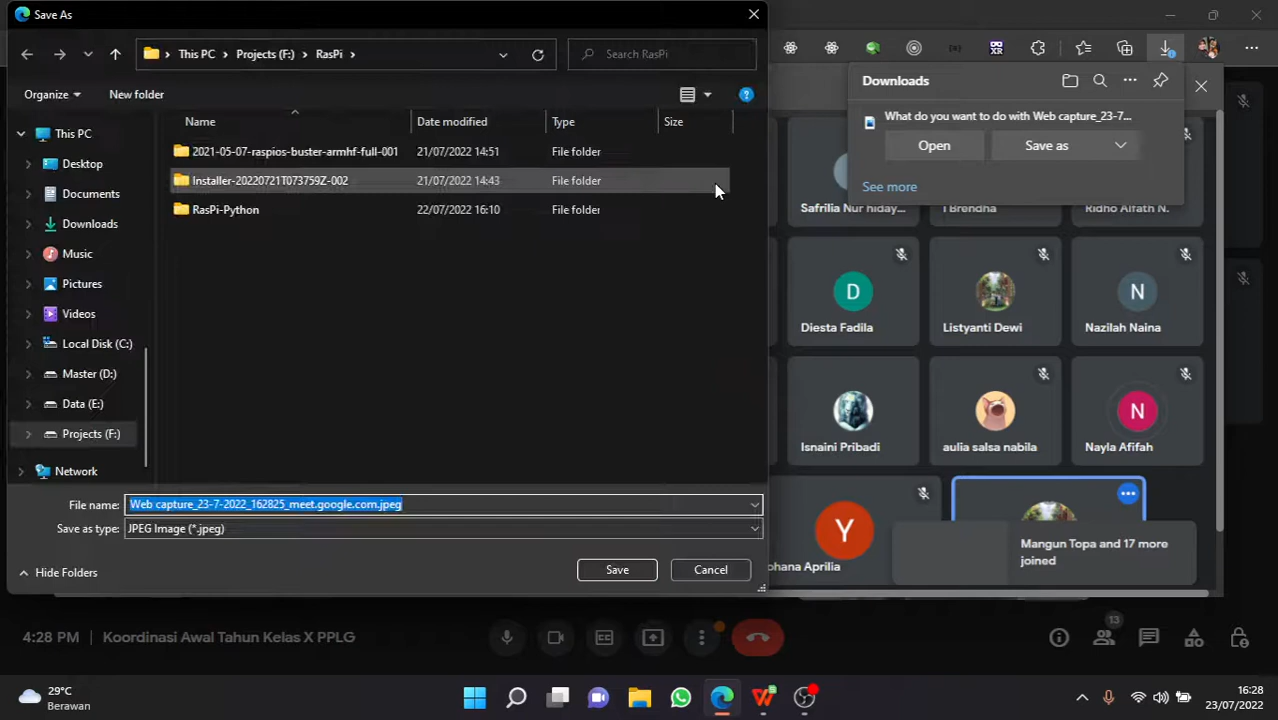 Save As
This PC
Projects (F:)
RasPi
Search RasPi
Organize
New folder
Name
Date modified
Type
Size
This PC
Desktop
Documents
Downloads
Music
Pictures
Videos
Local Disk (C:)
Master (D:)
Data (E:)
Projects (F:)
Network
2021-05-07-raspios-buster-armhf-full-001 21/07/2022 14:51 File folder
Installer-20220721T073759Z-002 21/07/2022 14:43 File folder
RasPi-Python 22/07/2022 16:10 File folder
File name: Web capture_23-7-2022_162825_meet.google.com.jpeg
Save as type: JPEG Image (*.jpeg)
Hide Folders
Save
Cancel
Downloads
What do you want to do with Web capture_23-7...
Open
Save as
See more
Safrilia Nur hiday...
I Brendha
Ridho Alfath N.
D
Diesta Fadila
Listyanti Dewi
N
Nazilah Naina
Isnaini Pribadi
aulia salsa nabila
N
Nayla Afifah
Y
ohana Aprilia
Mangun Topa and 17 more
joined
4:28 PM | Koordinasi Awal Tahun Kelas X PPLG
13
29°C
Berawan
16:28
23/07/2022